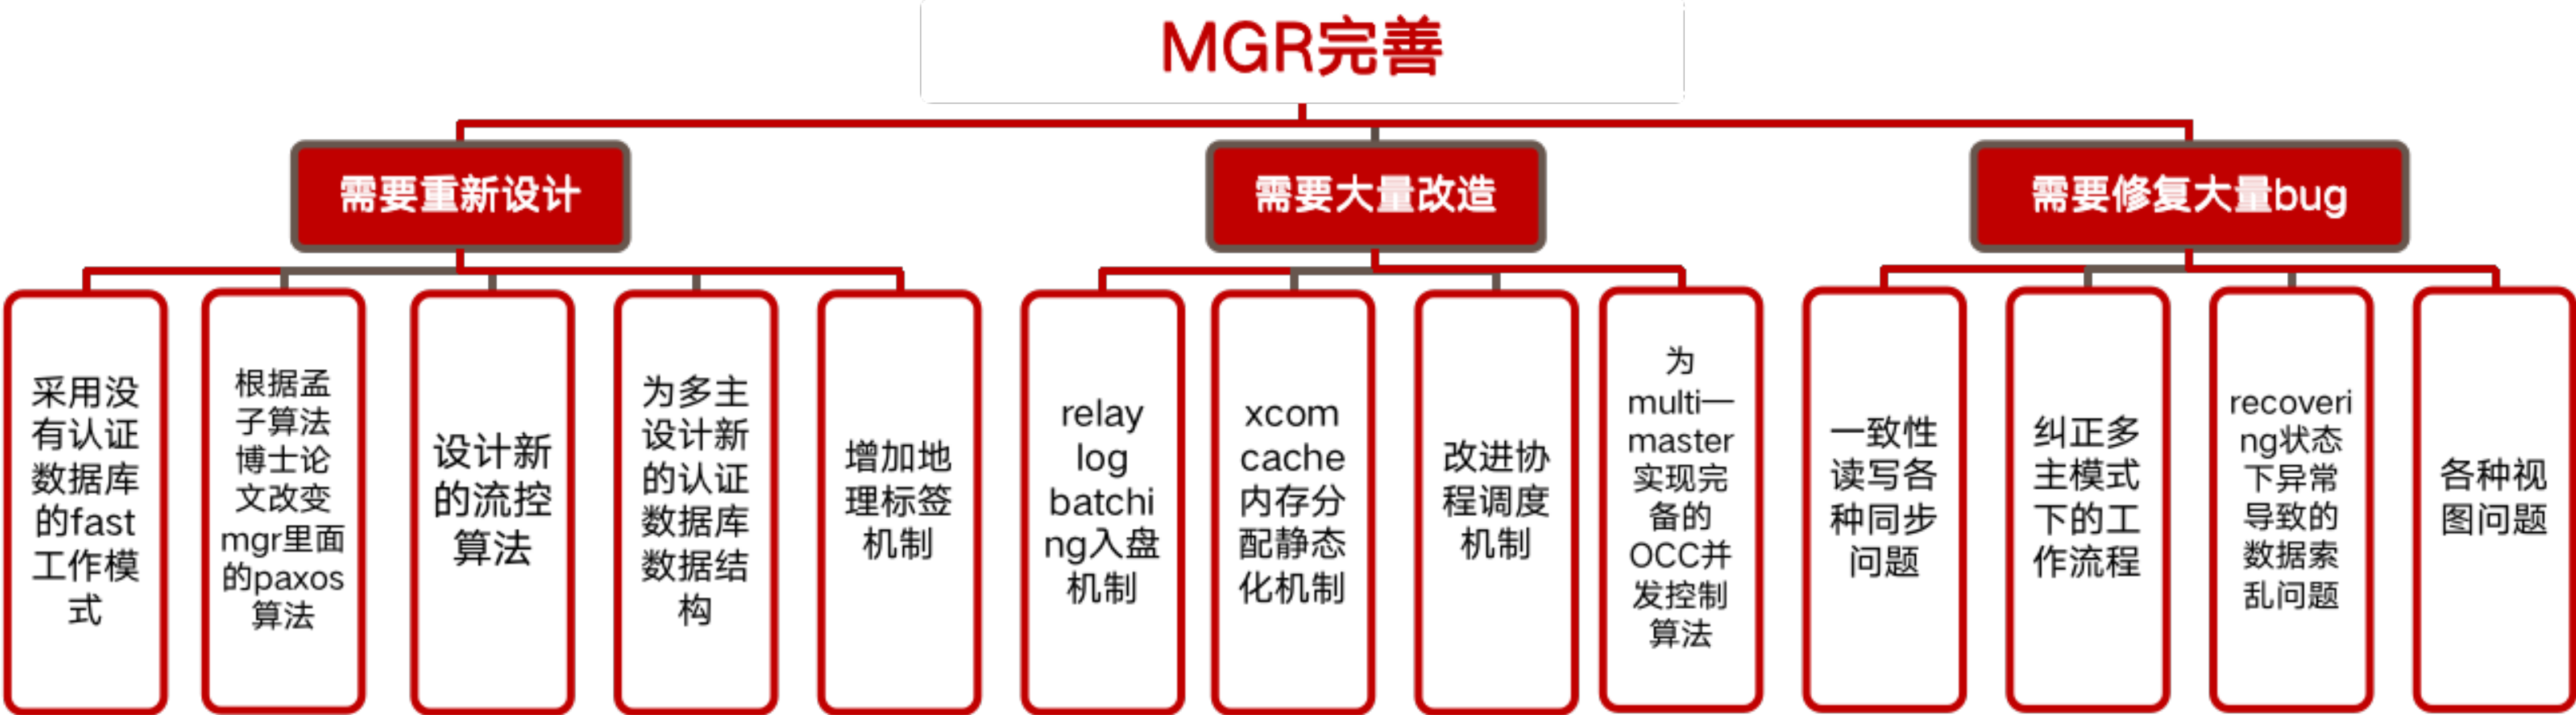 MGR完善
需要重新设计
需要大量改造
需要修复大量bug
采用没
有认证
数据库
的fast
工作模
式
根据孟
子算法
博士论
文改变
mgr里面
的paxos
算法
设计新
的流控
算法
为多主
设计新
的认证
数据库
数据结
构
增加地
理标签
机制
relay
log
batchi
ng入盘
机制
xcom
cache
内存分
配静态
化机制
改进协
程调度
机制
为
multi—
master
实现完
备的
OCC并
发控制
算法
一致性
读写各
种同步
问题
纠正多
主模式
下的工
作流程
recoveri
ng状态
下异常
导致的
数据索
乱问题
各种视
图问题